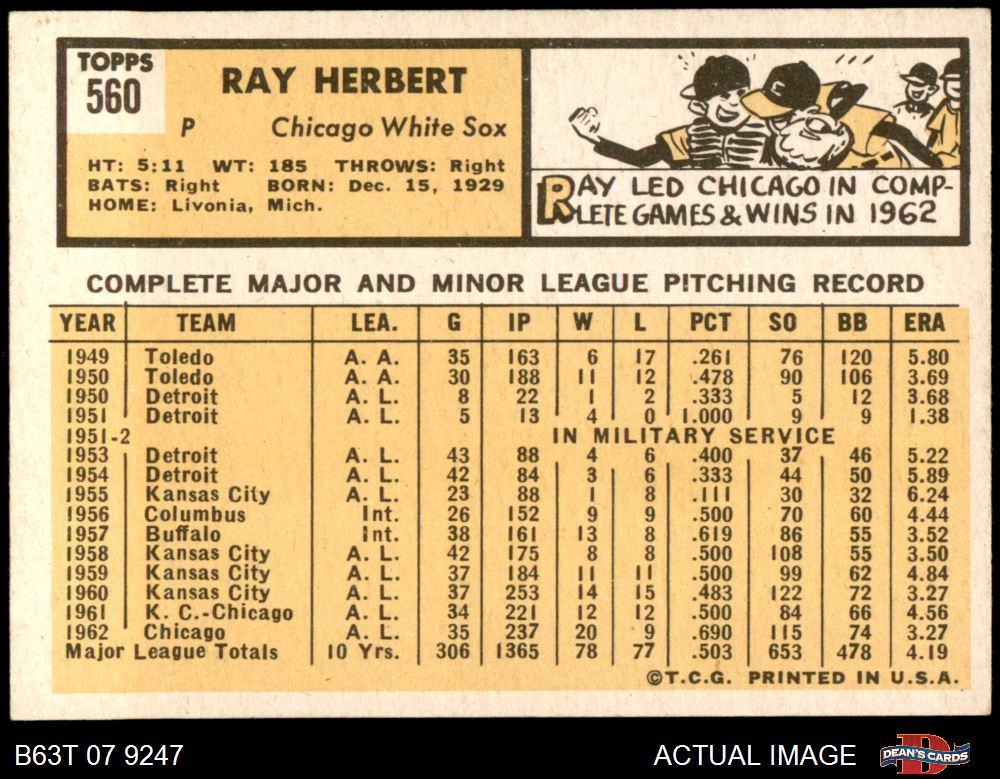 TOPPS
560
RAY HERBERT
P Chicago White Sox
HT: 5:11 WT: 185 THROWS: Right
BATS: Right BORN: Dec. 15, 1929
HOME: Livonia, Mich.
C
RAY LED CHICAGO IN COMP-
LETE GAMES & WINS IN 1962
COMPLETE MAJOR AND MINOR LEAGUE PITCHING RECORD
YEAR TEAM LEA. G IP W L PCT SO BB ERA
1949 Toledo A. A. 35 163 6 17 .261 76 120 5.80
1950 Toledo A. A. 30 188 11 12 .478 90 106 3.69
1950 Detroit A. L. 8 22 1 2 .333 5 12 3.68
1951 Detroit A. L. 5 13 4 0 1.000 9 9 1.38
1951-2 IN MILITARY SERVICE
1953 Detroit A. L. 43 88 4 6 .400 37 46 5.22
1954 Detroit A. L. 42 84 3 6 .333 44 50 5.89
1955 Kansas City A. L. 23 88 1 8 .111 30 32 6.24
1956 Columbus Int. 26 152 9 9 .500 70 60 4.44
1957 Buffalo Int. 38 161 13 8 .619 86 55 3.52
1958 Kansas City A. L. 42 175 8 8 .500 108 55 3.50
1959 Kansas City A. L. 37 184 11 11 .500 99 62 4.84
1960 Kansas City A. L. 37 253 14 15 .483 122 72 3.27
1961 K. C.-Chicago A. L. 34 221 12 12 .500 84 66 4.56
1962 Chicago A. L. 35 237 20 9 .690 115 74 3.27
Major League Totals 10 Yrs. 306 1365 78 77 .503 653 478 4.19
©T.C.G. PRINTED IN U.S.A.
B63T 07 9247 ACTUAL IMAGE DEAN'S CARDS